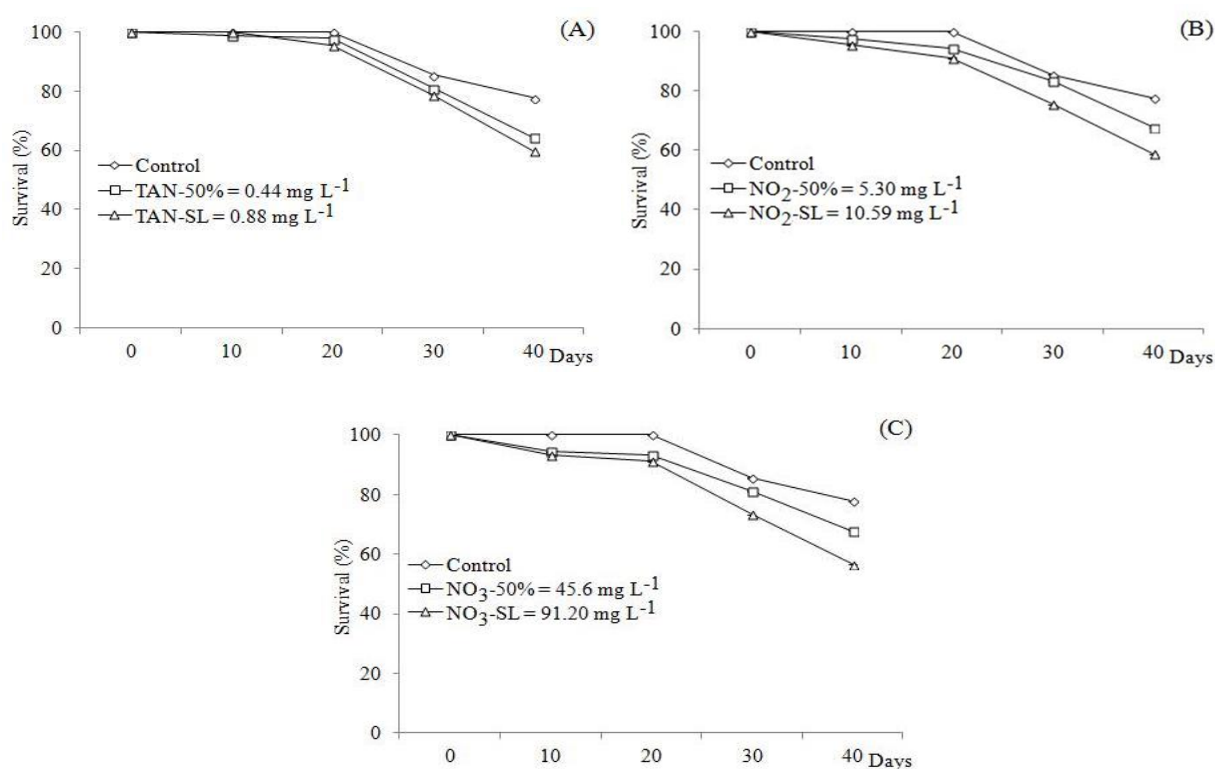 (A)
100
80
60
40
20
0
Survival (%)
Control
TAN-50% = 0.44 mg L⁻¹
TAN-SL = 0.88 mg L⁻¹
0 10 20 30 40 Days
(B)
100
80
60
40
20
0
Survival (%)
Control
NO₂-50% = 5.30 mg L⁻¹
NO₂-SL = 10.59 mg L⁻¹
0 10 20 30 40 Days
(C)
100
80
60
40
20
0
Survival (%)
Control
NO₃-50% = 45.6 mg L⁻¹
NO₃-SL = 91.20 mg L⁻¹
0 10 20 30 40 Days